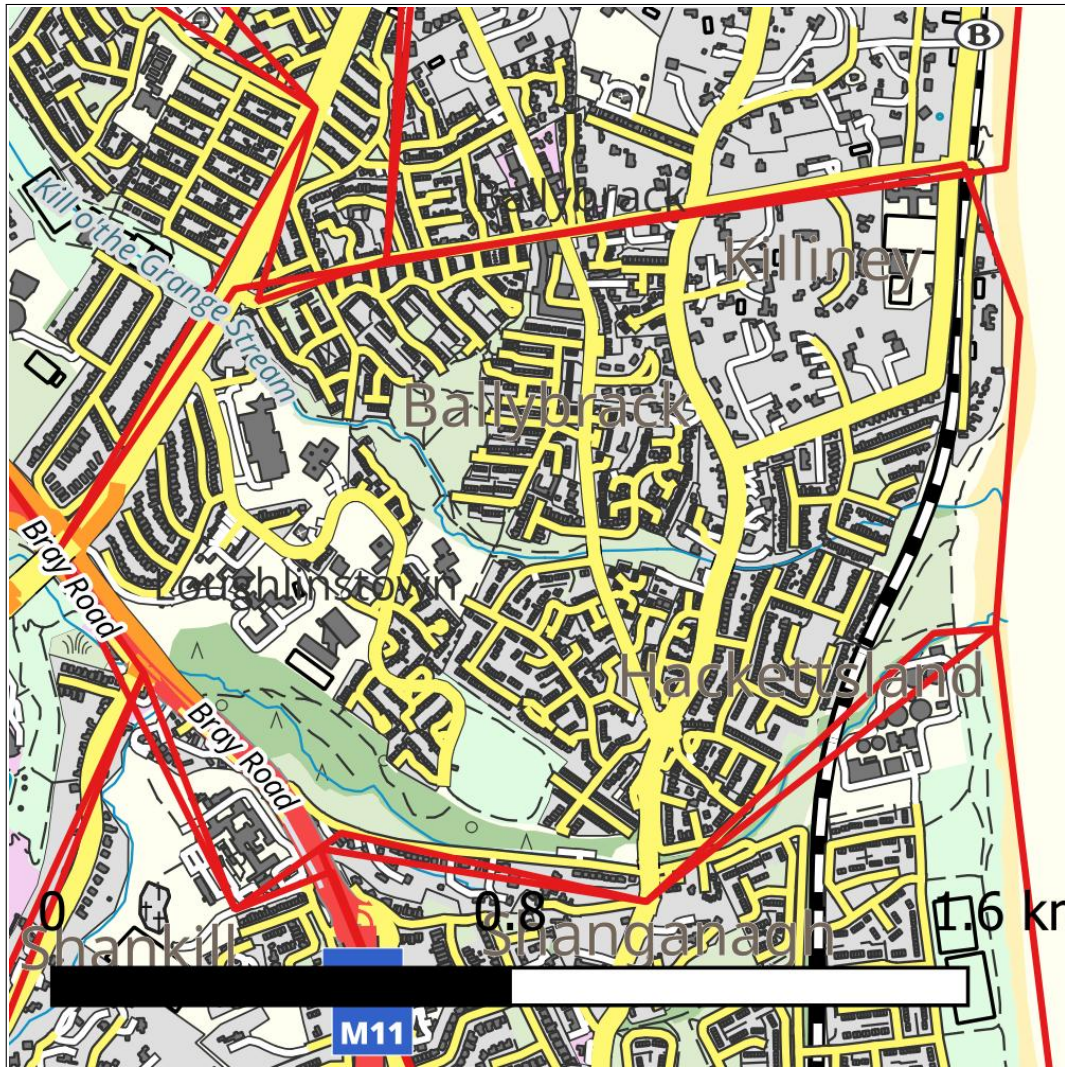 B
Ballybrack
Kill o'the-Grange Stream
Killiney
Ballybrack
Bray Road
Loughlinstown
Hackettsland
Bray Road
0
0.8
1.6 km
Shankill
Shanganagh
M11